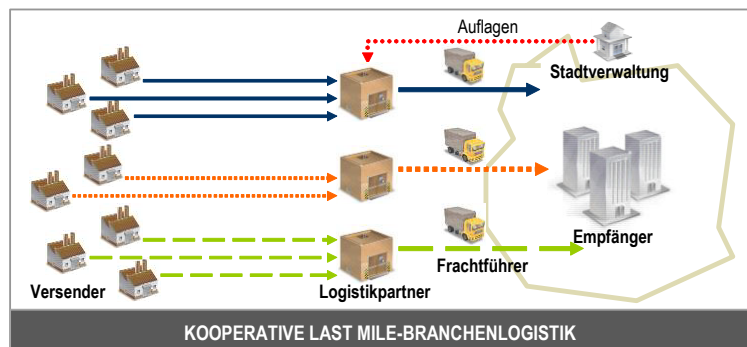 Auflagen
Stadtverwaltung
Empfänger
Versender
Logistikpartner
Frachtführer
KOOPERATIVE LAST MILE-BRANCHENLOGISTIK